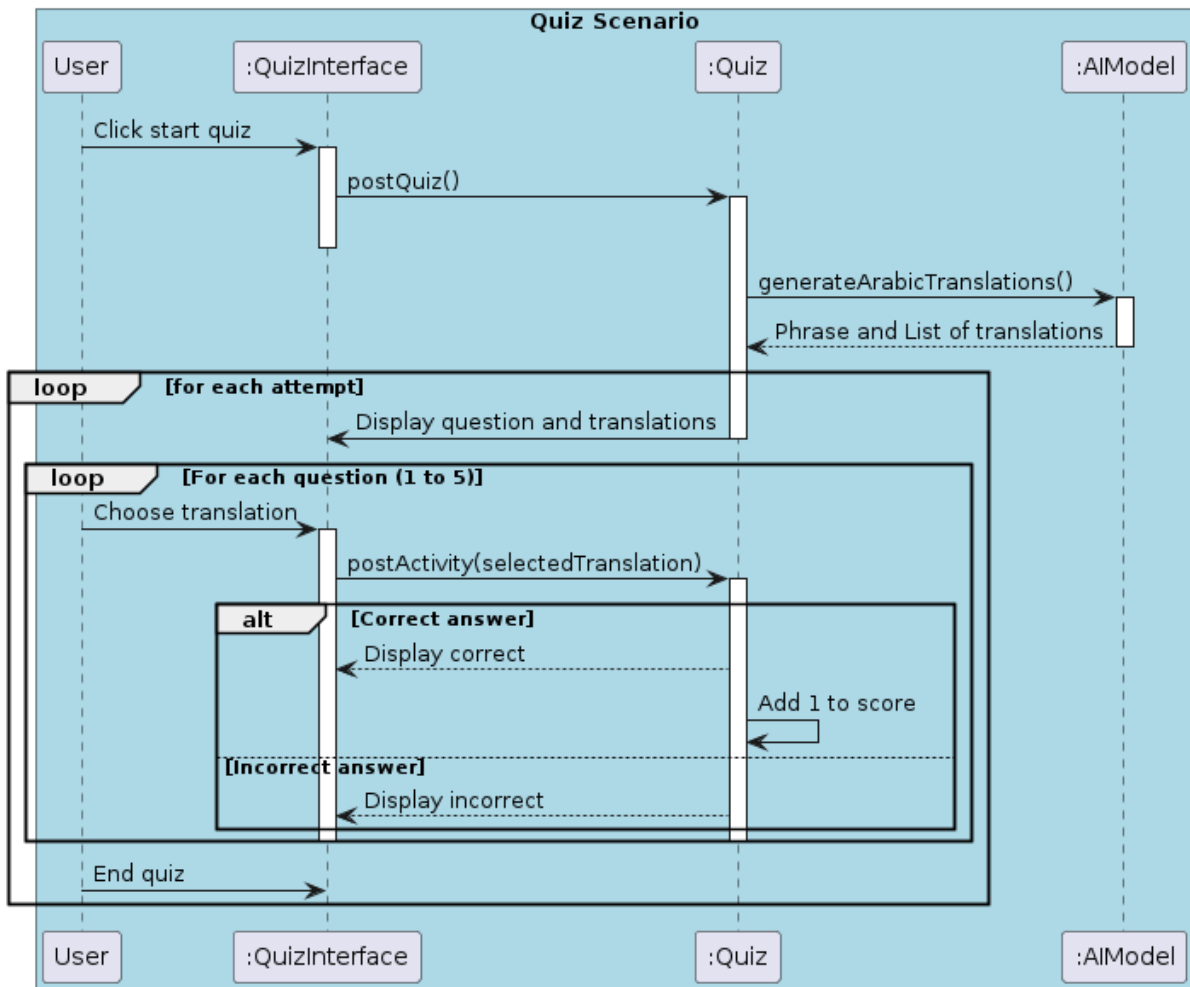 Quiz Scenario
User :QuizInterface :Quiz :AIModel
Click start quiz
postQuiz()
generateArabicTranslations()
Phrase and List of translations
loop [for each attempt]
Display question and translations
loop [For each question (1 to 5)]
Choose translation
postActivity(selectedTranslation)
alt [Correct answer]
Display correct
Add 1 to score
[Incorrect answer]
Display incorrect
End quiz
User :QuizInterface :Quiz :AIModel